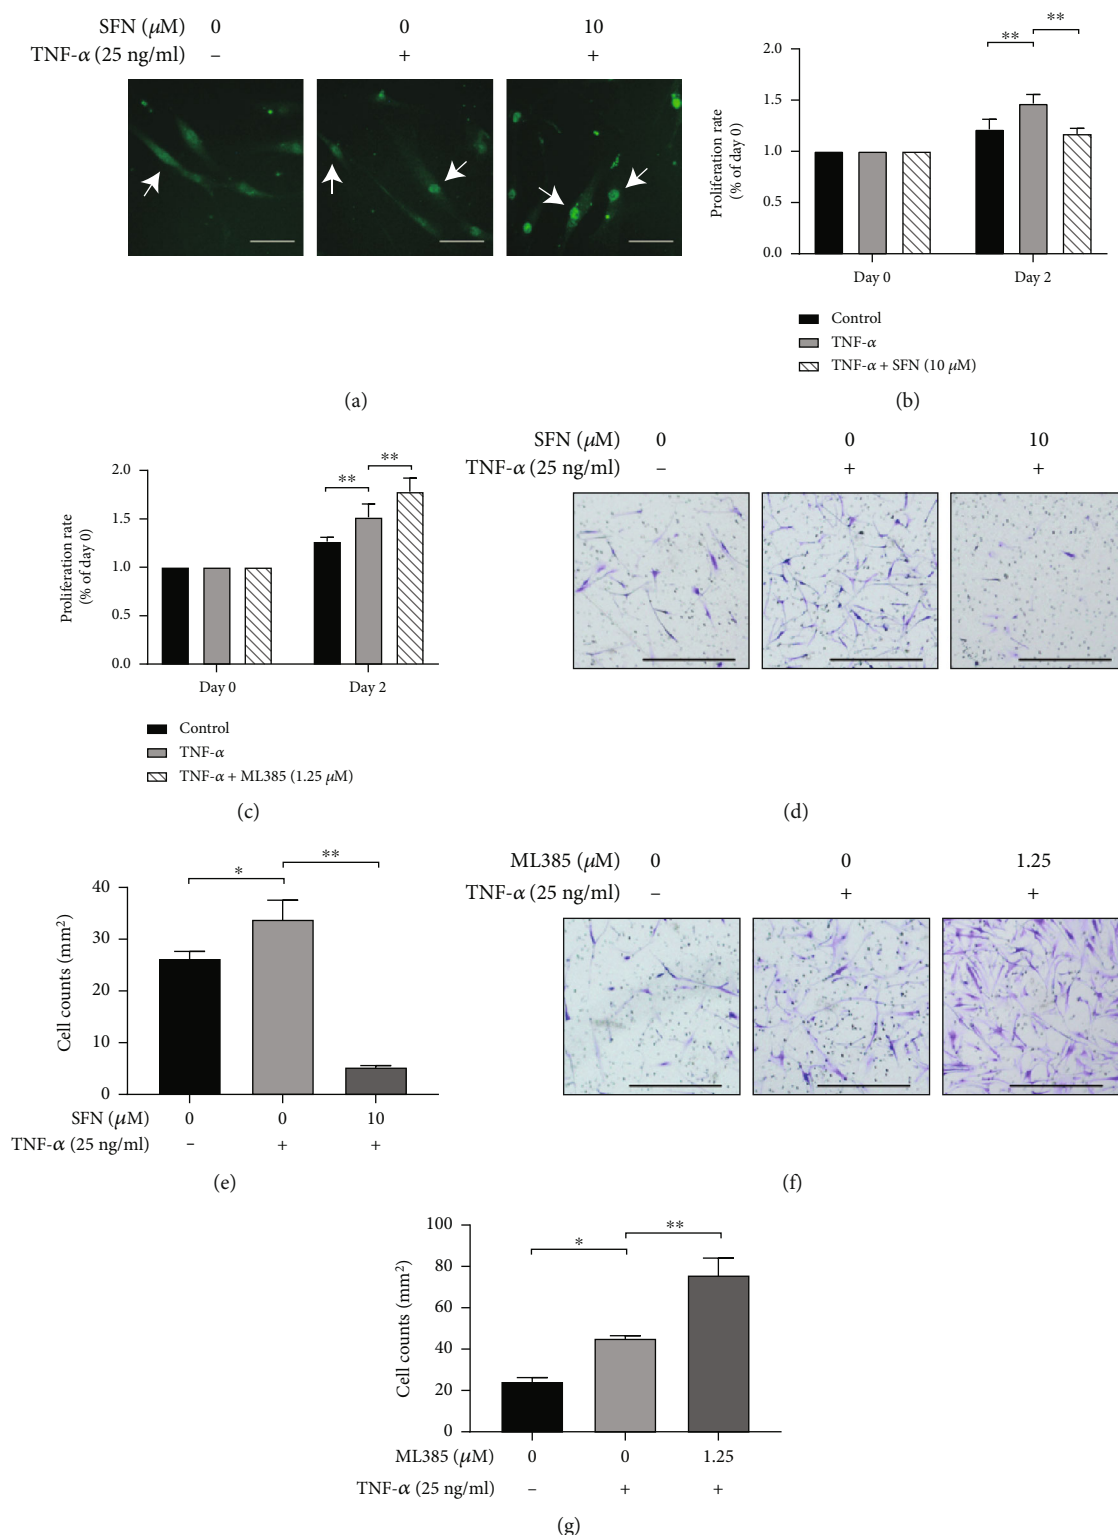 SFN (μM) 0 0 10
TNF-α (25 ng/ml) – + +
(a)
** **
2.0
1.5
1.0
0.5
0.0
Proliferation rate
(% of day 0)
Day 0 Day 2
Control
TNF-α
TNF-α + SFN (10 μM)
(b)
** **
2.0
1.5
1.0
0.5
0.0
Proliferation rate
(% of day 0)
Day 0 Day 2
Control
TNF-α
TNF-α + ML385 (1.25 μM)
(c)
SFN (μM) 0 0 10
TNF-α (25 ng/ml) – + +
(d)
* **
40
30
20
10
0
Cell counts (mm²)
SFN (μM) 0 0 10
TNF-α (25 ng/ml) – + +
(e)
ML385 (μM) 0 0 1.25
TNF-α (25 ng/ml) – + +
(f)
* **
100
80
60
40
20
0
Cell counts (mm²)
ML385 (μM) 0 0 1.25
TNF-α (25 ng/ml) – + +
(g)